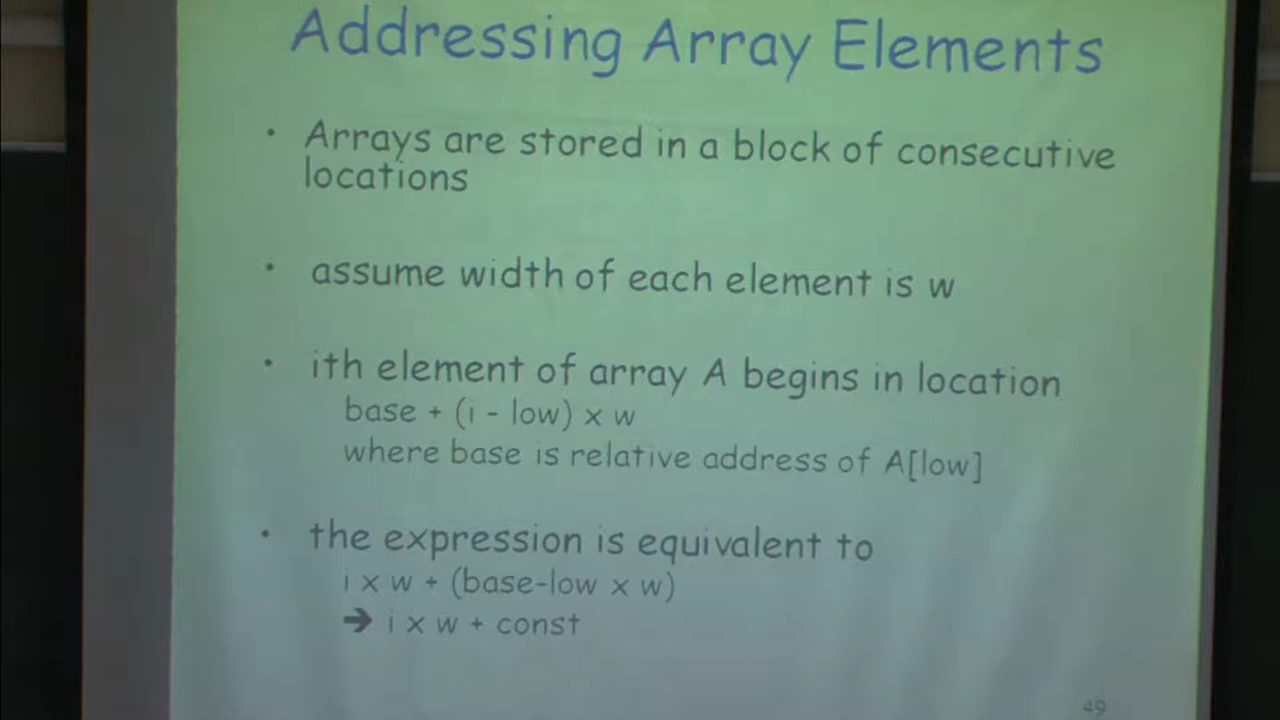 Addressing Array Elements
• Arrays are stored in a block of consecutive
locations
• assume width of each element is w
• ith element of array A begins in location
base + (i - low) x w
where base is relative address of A[low]
• the expression is equivalent to
i x w + (base-low x w)
➔ i x w + const
49